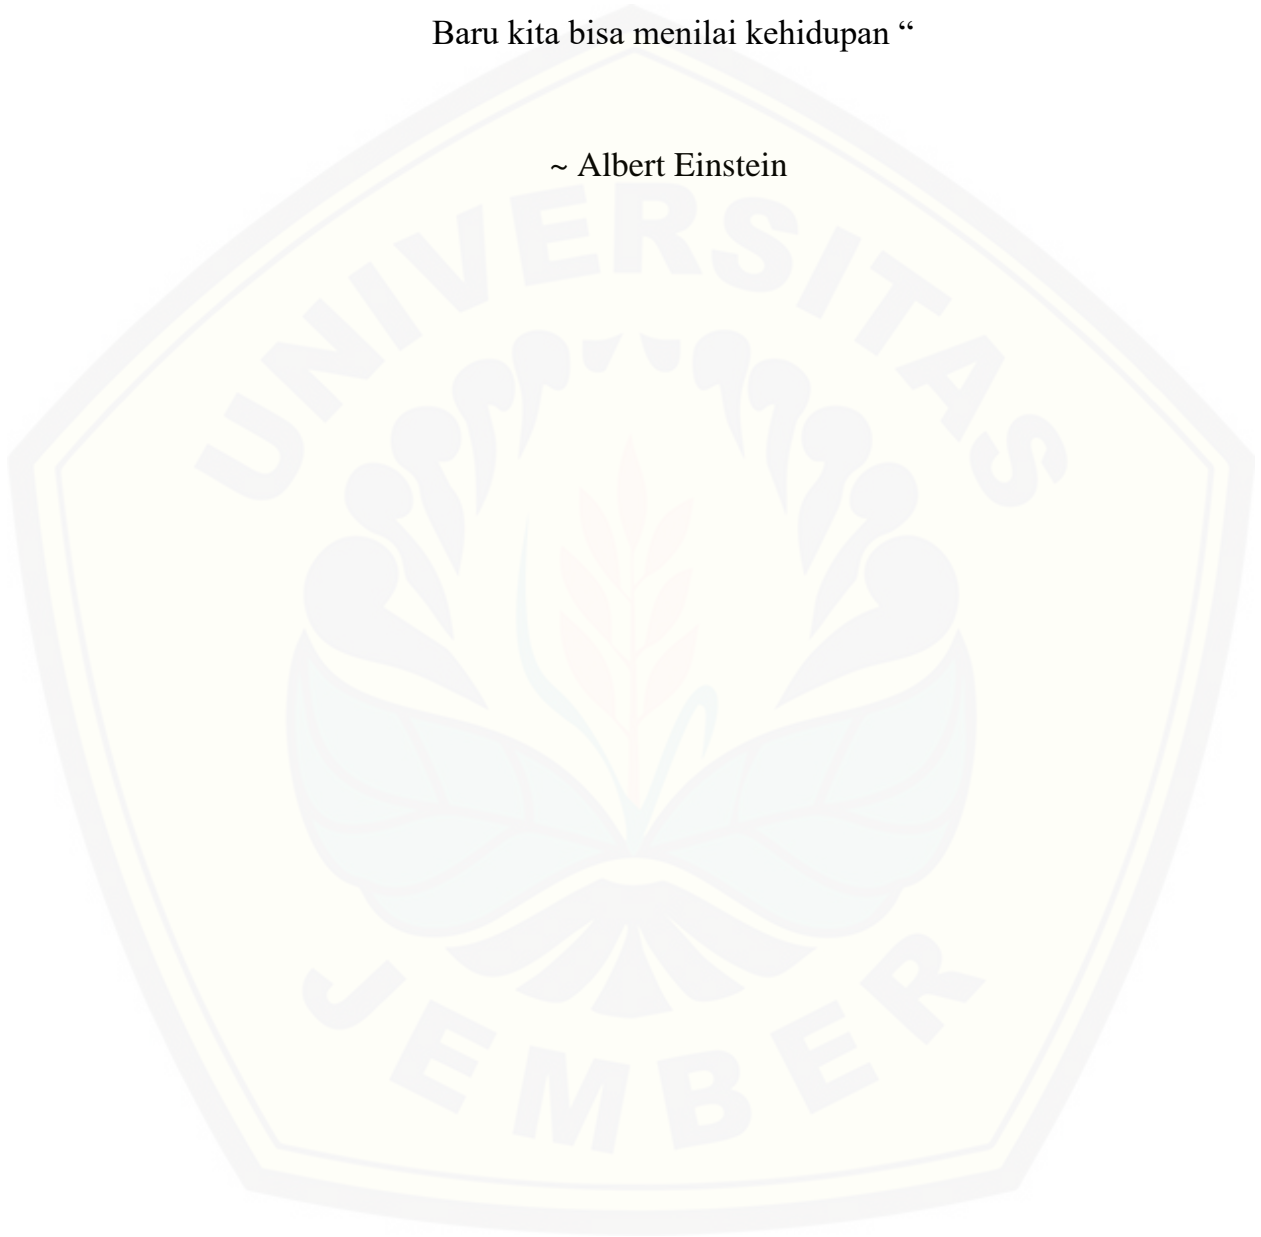 Baru kita bisa menilai kehidupan “
~ Albert Einstein
UNIVERSITAS
JEMBER